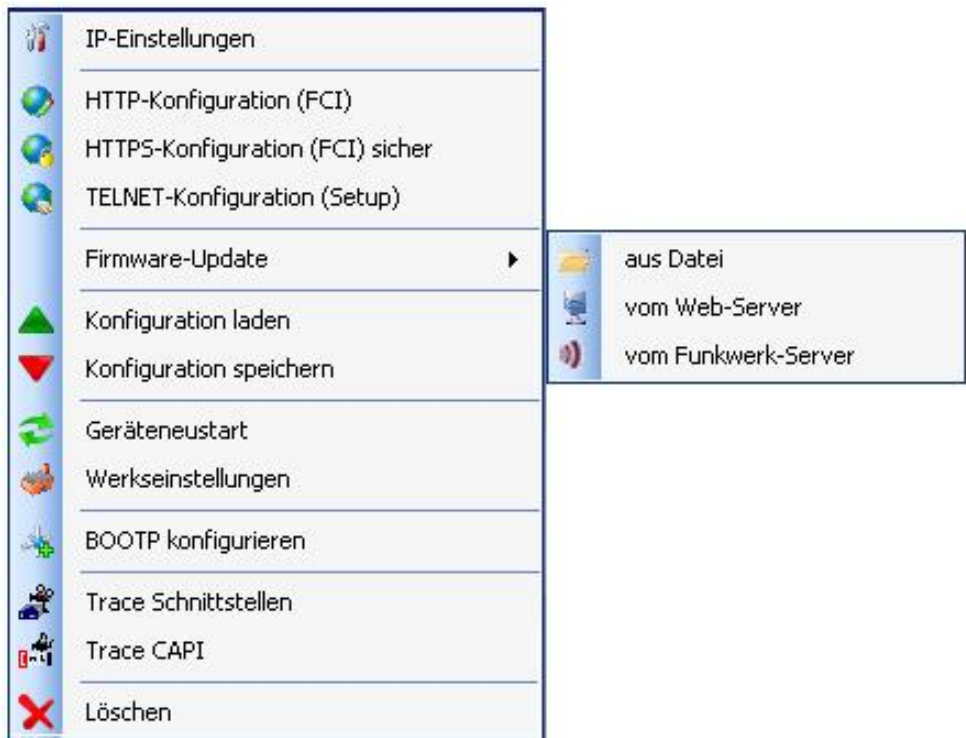 IP-Einstellungen
HTTP-Konfiguration (FCI)
HTTPS-Konfiguration (FCI) sicher
TELNET-Konfiguration (Setup)
Firmware-Update
aus Datei
vom Web-Server
vom Funkwerk-Server
Konfiguration laden
Konfiguration speichern
Geräteneustart
Werkseinstellungen
BOOTP konfigurieren
Trace Schnittstellen
Trace CAPI
Löschen